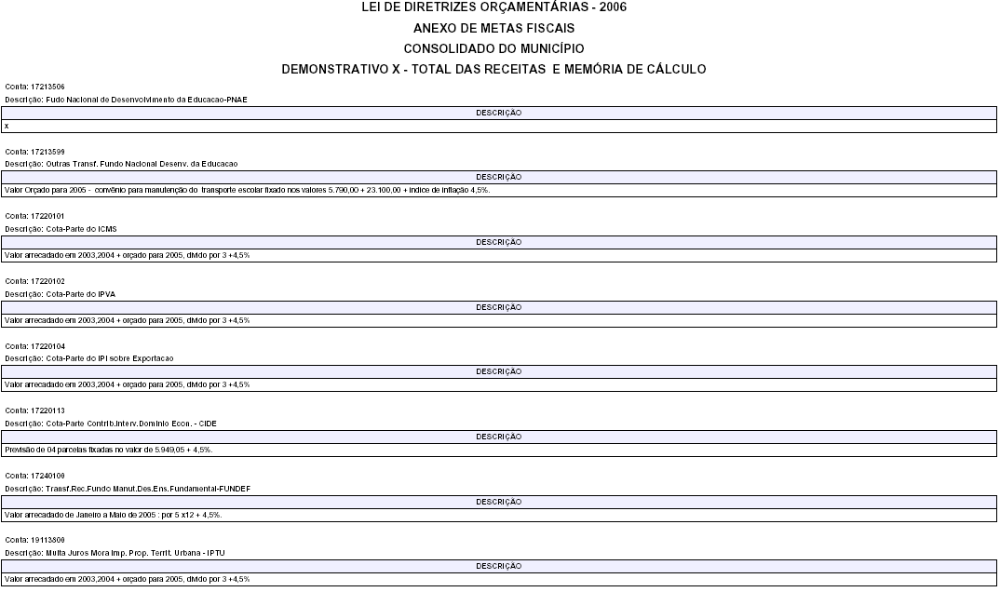 LEI DE DIRETRIZES ORÇAMENTÁRIAS - 2006
ANEXO DE METAS FISCAIS
CONSOLIDADO DO MUNICÍPIO
DEMONSTRATIVO X - TOTAL DAS RECEITAS E MEMÓRIA DE CÁLCULO
Conta: 17213506
Descrição: Fudo Nacional de Desenvolvimento da Educacao-PNAE
DESCRIÇÃO
x
Conta: 17213599
Descrição: Outras Transf. Fundo Nacional Desenv. da Educacao
DESCRIÇÃO
Valor Orçado para 2005 - convênio para manutenção do transporte escolar fixado nos valores 5.790,00 + 23.100,00 + indice de inflação 4,5%.
Conta: 17220101
Descrição: Cota-Parte do ICMS
DESCRIÇÃO
Valor arrecadado em 2003,2004 + orçado para 2005, divido por 3 +4,5%
Conta: 17220102
Descrição: Cota-Parte do IPVA
DESCRIÇÃO
Valor arrecadado em 2003,2004 + orçado para 2005, divido por 3 +4,5%
Conta: 17220104
Descrição: Cota-Parte do IPI sobre Exportacao
DESCRIÇÃO
Valor arrecadado em 2003,2004 + orçado para 2005, divido por 3 +4,5%
Conta: 17220113
Descrição: Cota-Parte Contrib.Interv.Dominio Econ. - CIDE
DESCRIÇÃO
Previsão de 04 parcelas fixadas no valor de 5.949,05 + 4,5%.
Conta: 17240100
Descrição: Transf.Rec.Fundo Manut.Des.Ens.Fundamental-FUNDEF
DESCRIÇÃO
Valor arrecadado de Janeiro a Maio de 2005 : por 5 x12 + 4,5%.
Conta: 19113800
Descrição: Multa Juros Mora Imp. Prop. Territ. Urbana - IPTU
DESCRIÇÃO
Valor arrecadado em 2003,2004 + orçado para 2005, divido por 3 +4,5%